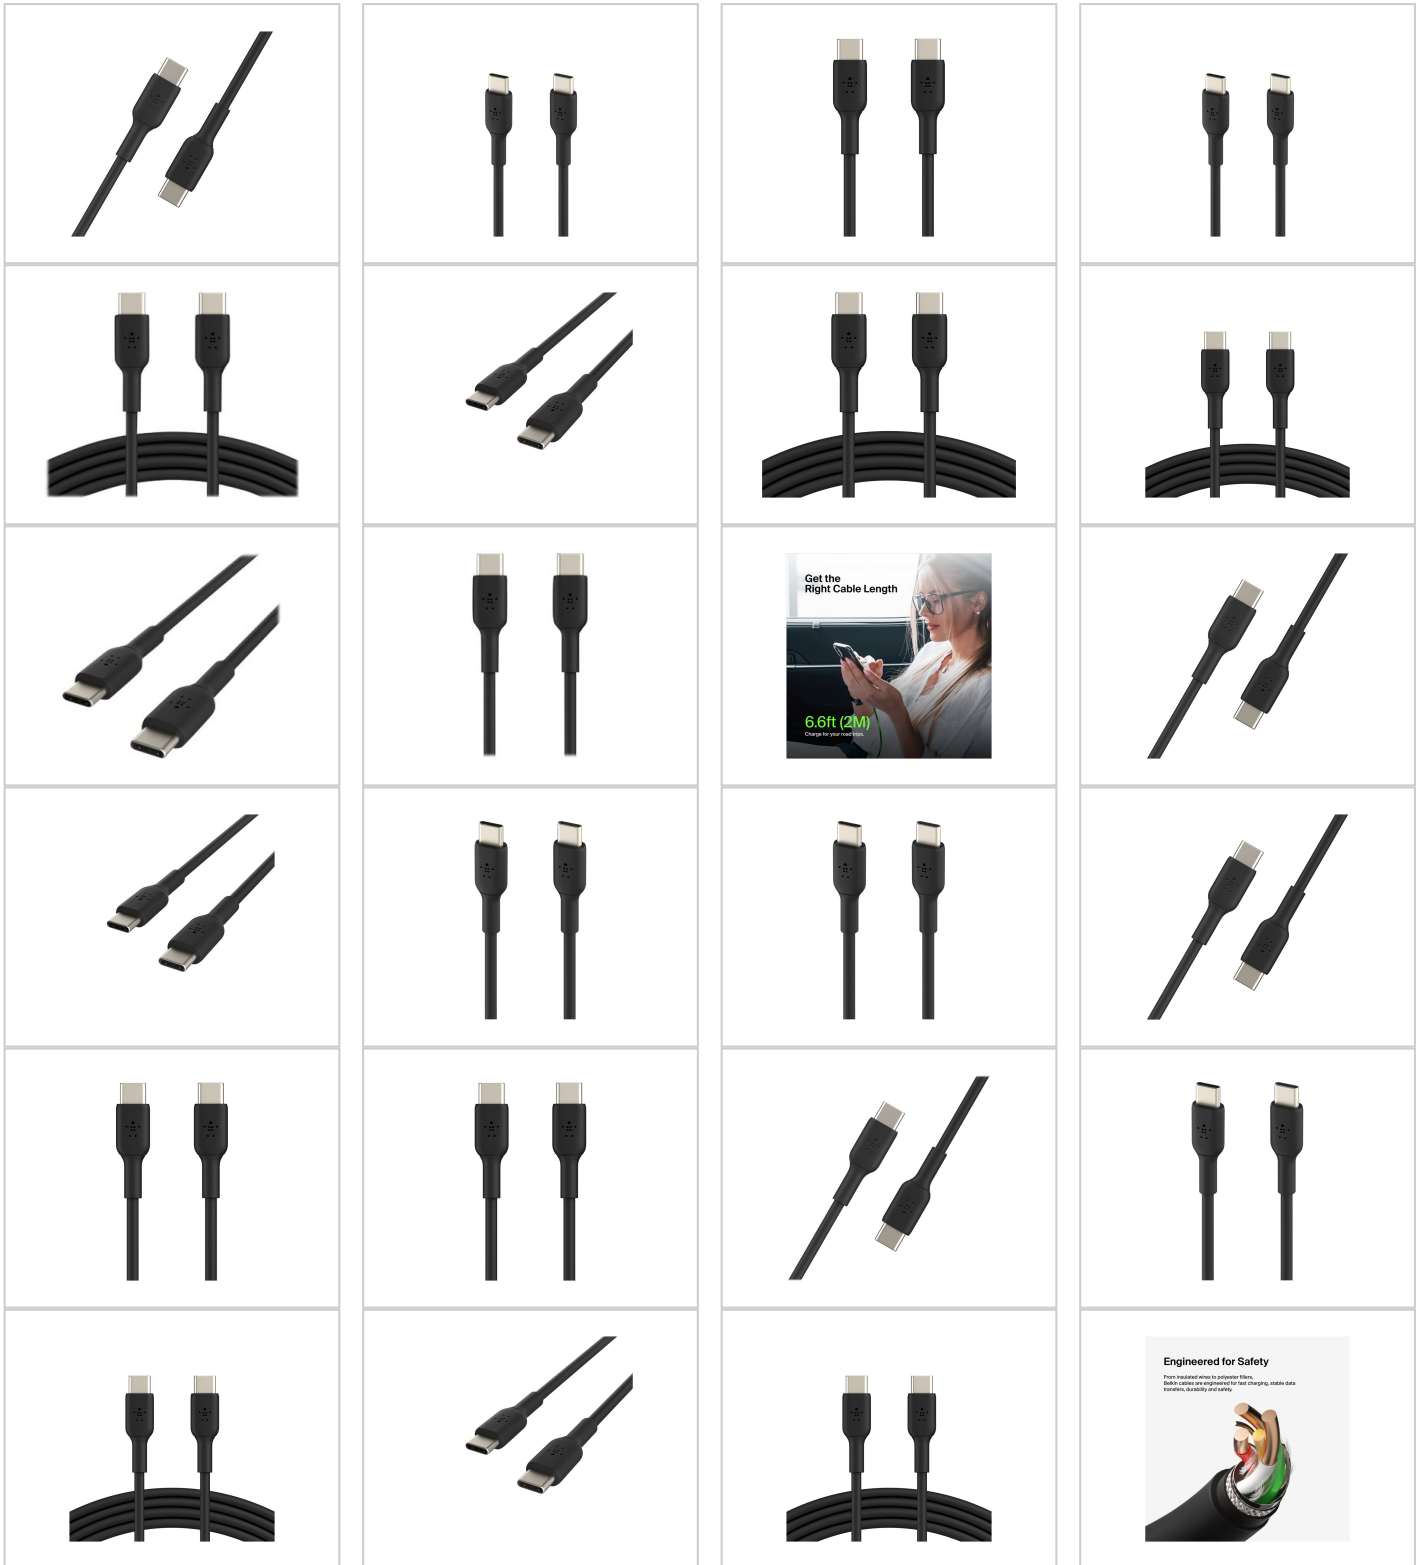 Get the
Right Cable Length
6.6ft (2M)
Charge for your road trips.
Engineered for Safety
From insulated wires to polyester fillers,
Belkin cables are engineered for fast charging, stable data
transfers, durability and safety.